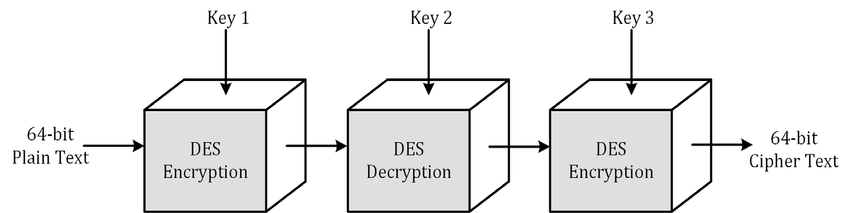 Key 1
Key 2
Key 3
64-bit
Plain Text
DES
Encryption
DES
Decryption
DES
Encryption
64-bit
Cipher Text